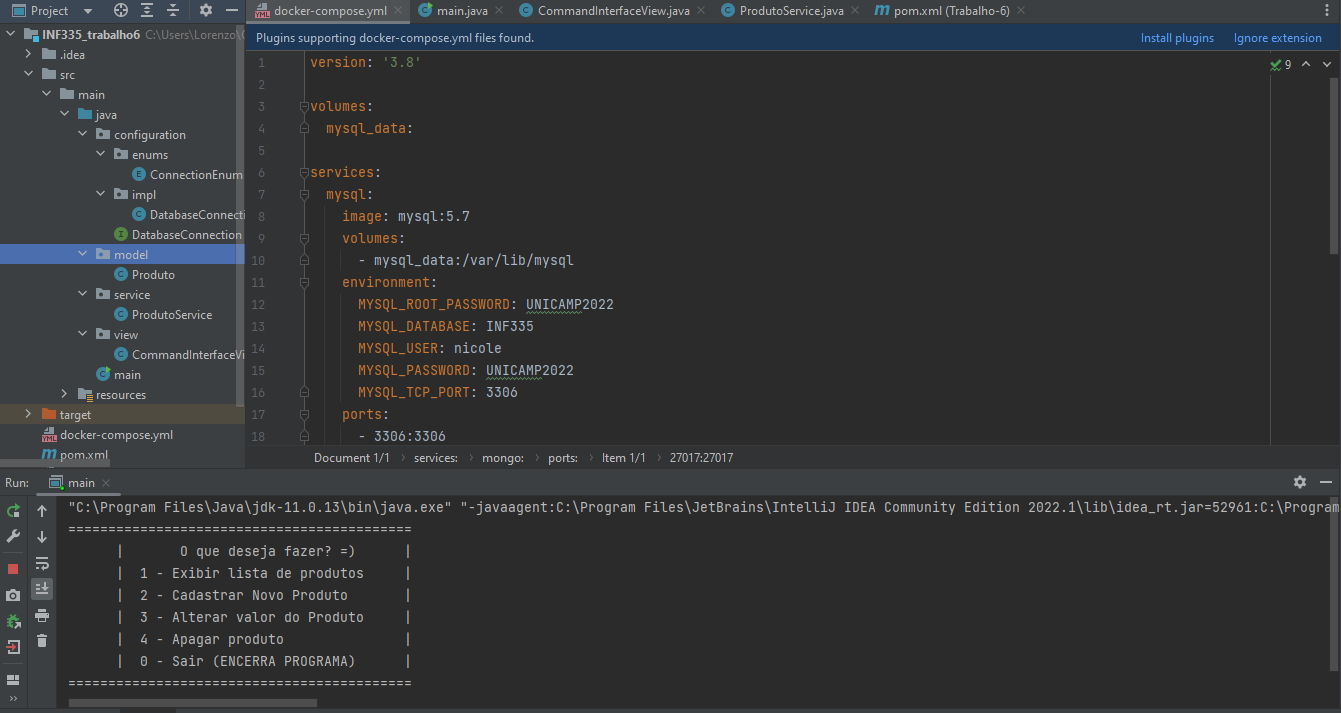 Project
docker-compose.yml
main.java
CommandInterfaceView.java
ProdutoService.java
pom.xml (Trabalho-6)
INF335_trabalho6 C:\Users\Lorenzo\
.idea
src
main
java
configuration
enums
ConnectionEnum
impl
DatabaseConnecti
DatabaseConnection
model
Produto
service
ProdutoService
view
CommandInterfaceVi
main
resources
target
docker-compose.yml
pom.xml
Plugins supporting docker-compose.yml files found.
Install plugins
Ignore extension
9
1 version: '3.8'
2
3 volumes:
4 mysql_data:
5
6 services:
7 mysql:
8 image: mysql:5.7
9 volumes:
10 - mysql_data:/var/lib/mysql
11 environment:
12 MYSQL_ROOT_PASSWORD: UNICAMP2022
13 MYSQL_DATABASE: INF335
14 MYSQL_USER: nicole
15 MYSQL_PASSWORD: UNICAMP2022
16 MYSQL_TCP_PORT: 3306
17 ports:
18 - 3306:3306
Document 1/1 › services: › mongo: › ports: › Item 1/1 › 27017:27017
Run: main
"C:\Program Files\Java\jdk-11.0.13\bin\java.exe" "-javaagent:C:\Program Files\JetBrains\IntelliJ IDEA Community Edition 2022.1\lib\idea_rt.jar=52961:C:\Program
===========================================
| O que deseja fazer? =) |
| 1 - Exibir lista de produtos |
| 2 - Cadastrar Novo Produto |
| 3 - Alterar valor do Produto |
| 4 - Apagar produto |
| 0 - Sair (ENCERRA PROGRAMA) |
===========================================